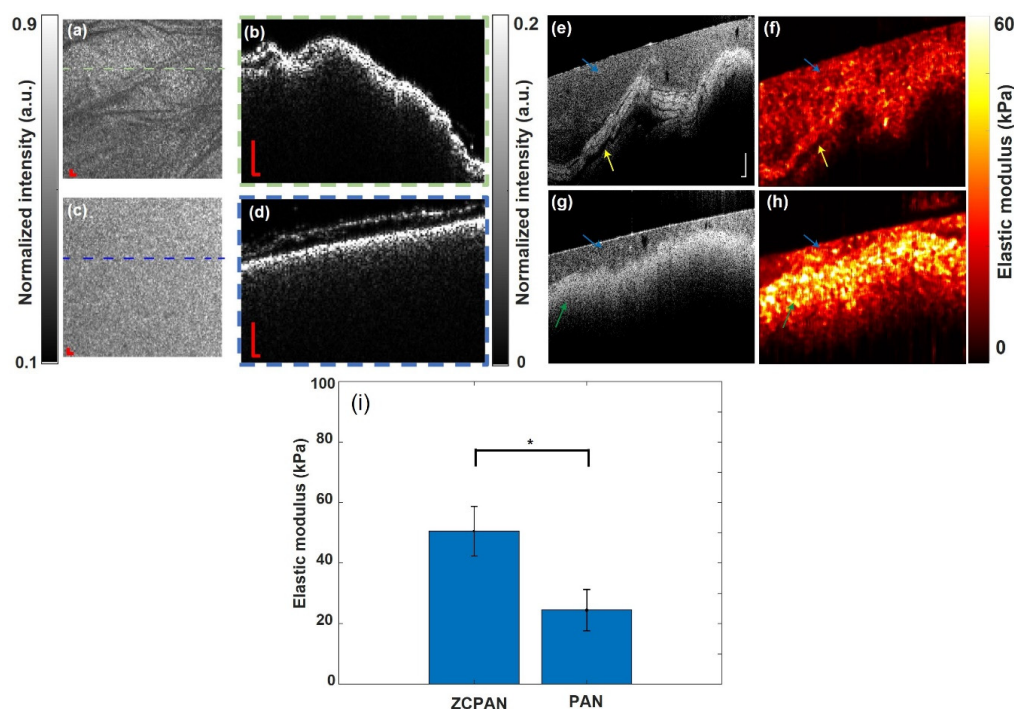 0.9
Normalized intensity (a.u.)
0.1
(a)
(b)
(c)
(d)
0.2
Normalized intensity (a.u.)
0
(e)
(f)
(g)
(h)
60
Elastic modulus (kPa)
0
(i)
100
80
60
40
20
0
Elastic modulus (kPa)
*
ZCPAN
PAN